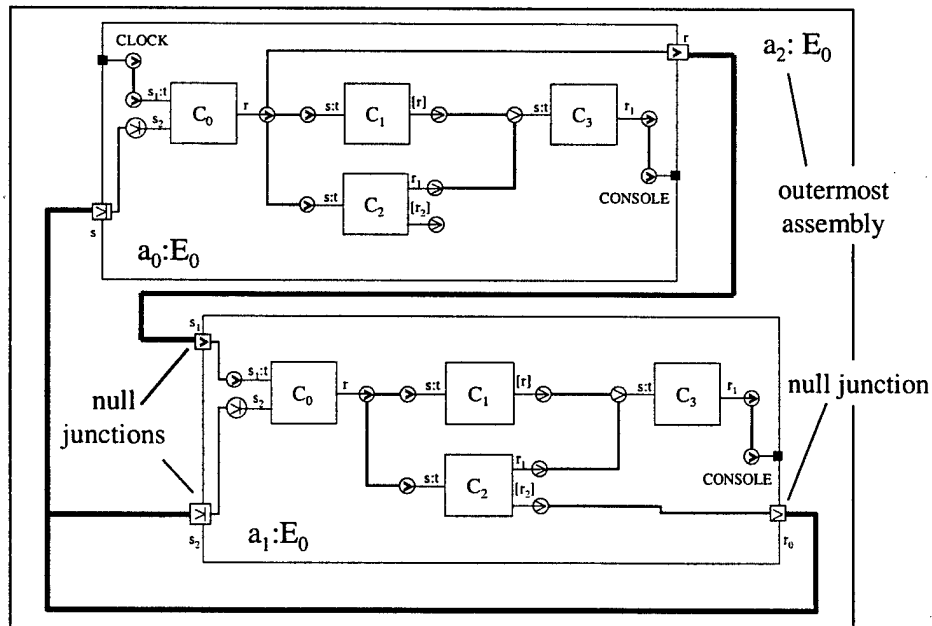 a2: E0
outermost
assembly
CLOCK
s1:t
s2
C0
r
s:t
C1
[r]
s:t
C2
r1
[r2]
s:t
C3
r1
CONSOLE
r
s
a0:E0
s1
s2
null
junctions
s1:t
s2
C0
r
s:t
C1
[r]
s:t
C2
r1
[r2]
s:t
C3
r1
CONSOLE
null junction
r0
a1:E0